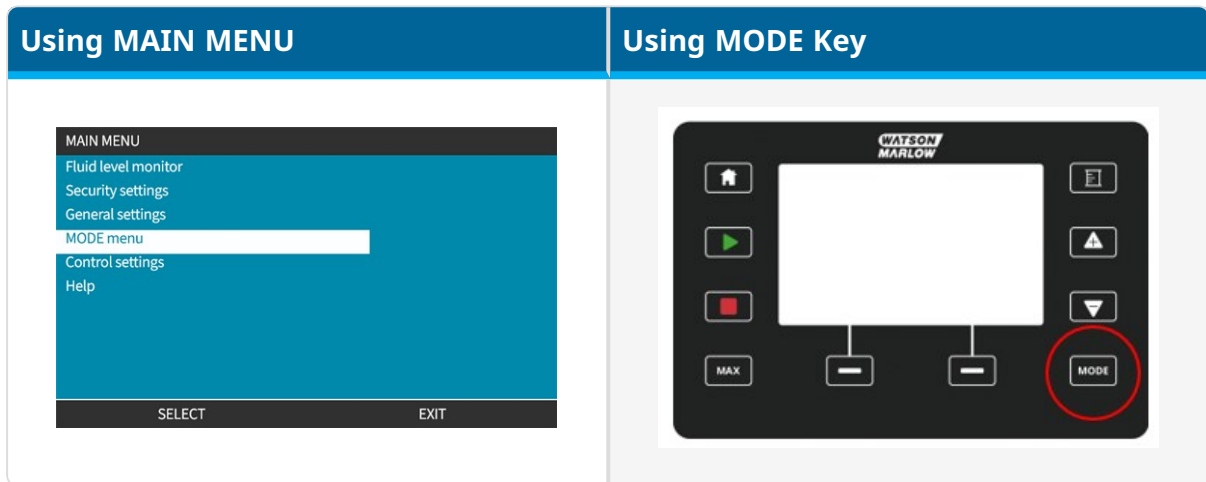 Using MAIN MENU
Using MODE Key
MAIN MENU
Fluid level monitor
Security settings
General settings
MODE menu
Control settings
Help
SELECT EXIT
WATSON
MARLOW
MAX
MODE